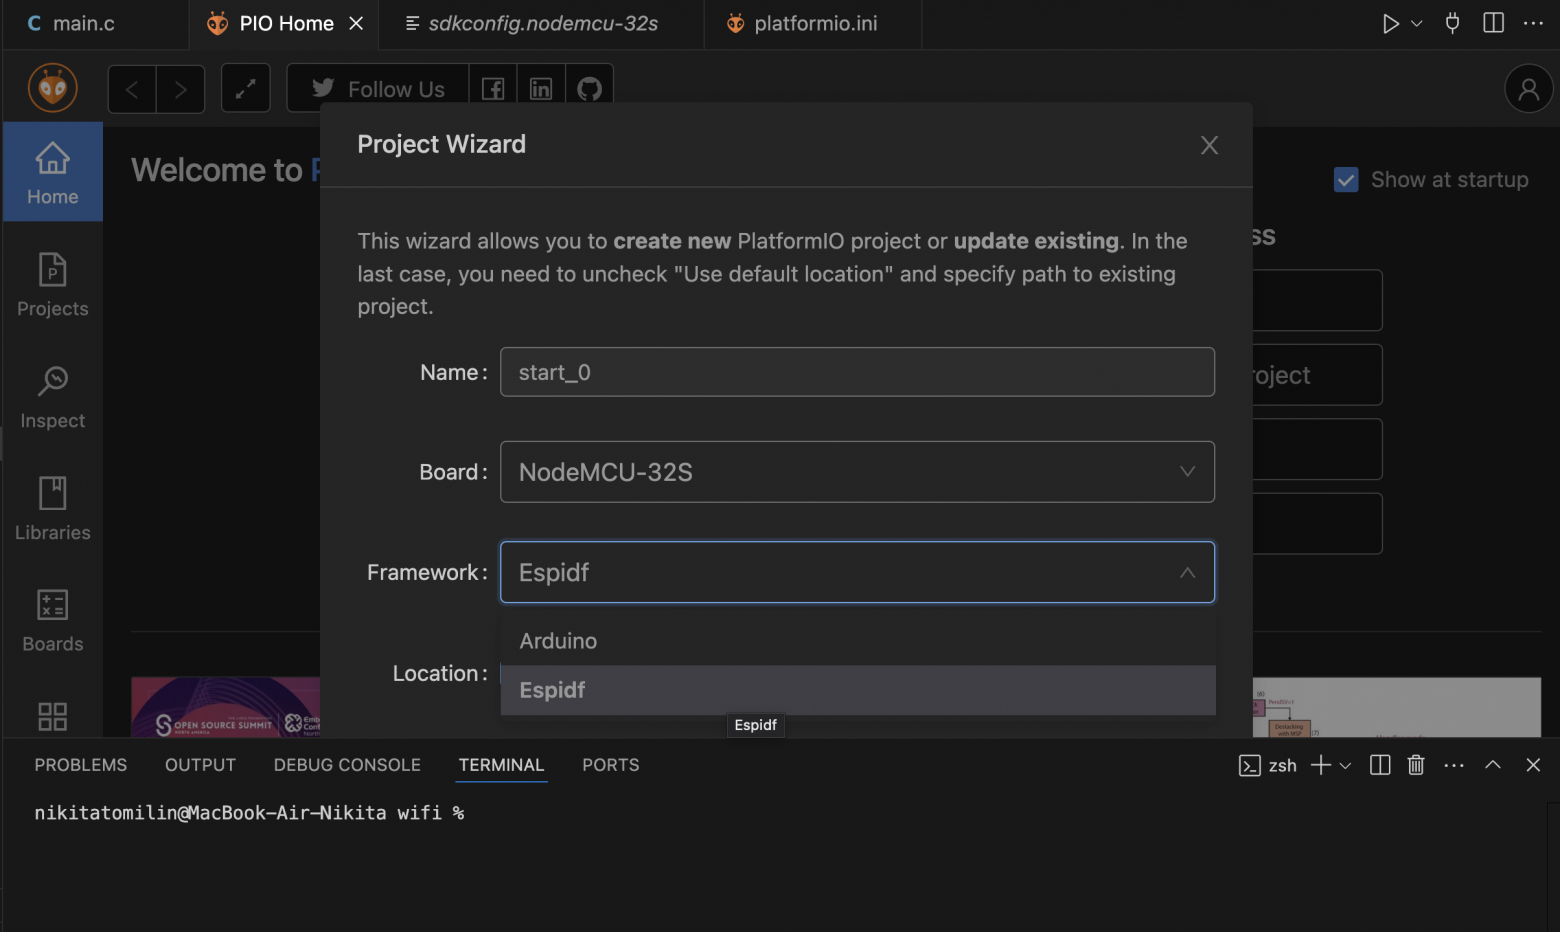 C main.c
PIO Home
sdkconfig.nodemcu-32s
platformio.ini
Follow Us
Project Wizard
Welcome to
Show at startup
Home
This wizard allows you to create new PlatformIO project or update existing. In the
last case, you need to uncheck "Use default location" and specify path to existing
project.
ss
Projects
Name: start_0
oject
Inspect
Board: NodeMCU-32S
Libraries
Framework: Espidf
Boards
Arduino
Location:
Espidf
Espidf
OPEN SOURCE SUMMIT
PROBLEMS OUTPUT DEBUG CONSOLE TERMINAL PORTS zsh
nikitatomilin@MacBook-Air-Nikita wifi %